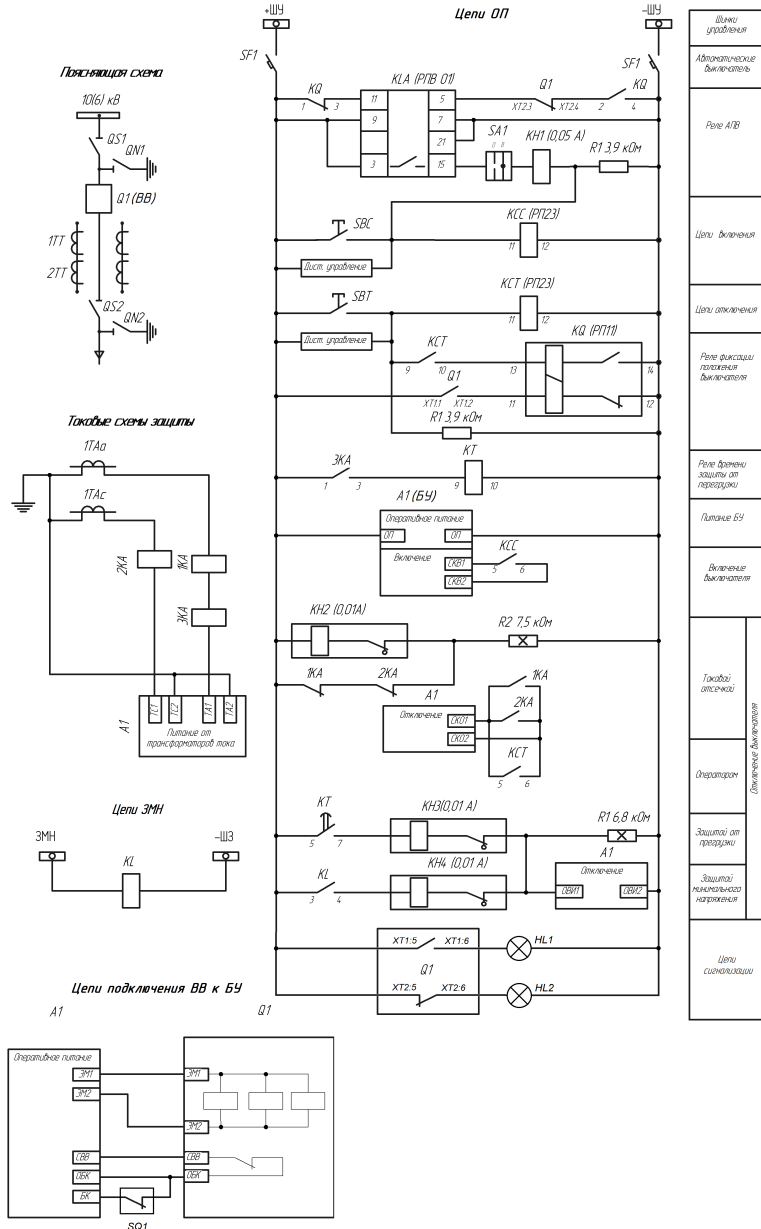 +ШУ
Цепи ОП
–ШУ
Шинки
управления
SF1
SF1
Автоматические
выключатель
Поясняющая схема
10(6) кВ
QS1
QN1
Q1 (ВВ)
1ТТ
2ТТ
QS2
QN2
KQ
1
3
KLA (РПВ 01)
11
5
9
7
21
3
15
Q1
XT2.3
XT2.4
KQ
2
4
Реле АПВ
SA1
О В
KH1 (0,05 А)
R1 3,9 кОм
SBC
KCC (РП23)
11
12
Дист. управление
Цепи включения
SBT
KCT (РП23)
11
12
Дист. управление
Цепи отключения
KCT
9
10
KQ (РП11)
13
14
Q1
XT1.1
XT1.2
11
12
R1 3,9 кОм
Реле фиксации
положения
выключателя
Токовые схемы защиты
1TAa
1TAc
2KA
1KA
3KA
A1
TC1
TC2
TA1
TA2
Питание от
трансформаторов тока
3KA
1
3
KT
9
10
Реле времени
защиты от
перегрузки
A1 (БУ)
Оперативное питание
ОП
ОП
Питание БУ
Включение
СКВ1
СКВ2
KCC
5
6
Включение
выключателя
KH2 (0,01А)
R2 7,5 кОм
1KA
2KA
A1
Отключение
СКО1
СКО2
1KA
2KA
KCT
5
6
Токовой
отсечкой
Оператором
Отключение выключателя
Цепи ЗМН
ЗМН
–ШЗ
KL
KT
5
7
KH3(0,01 А)
R1 6,8 кОм
Защитой от
прегрузки
KL
3
4
KH4 (0,01 А)
A1
Отключение
ОВИ1
ОВИ2
Защитой
минимального
напряжения
XT1:5
XT1:6
HL1
Q1
XT2:5
XT2:6
HL2
Цепи
сигнализации
Цепи подключения ВВ к БУ
A1
Q1
Оперативное питание
ЭМ1
ЭМ1
ЭМ2
ЭМ2
СВВ
СВВ
ОБК
ОБК
БК
SQ1